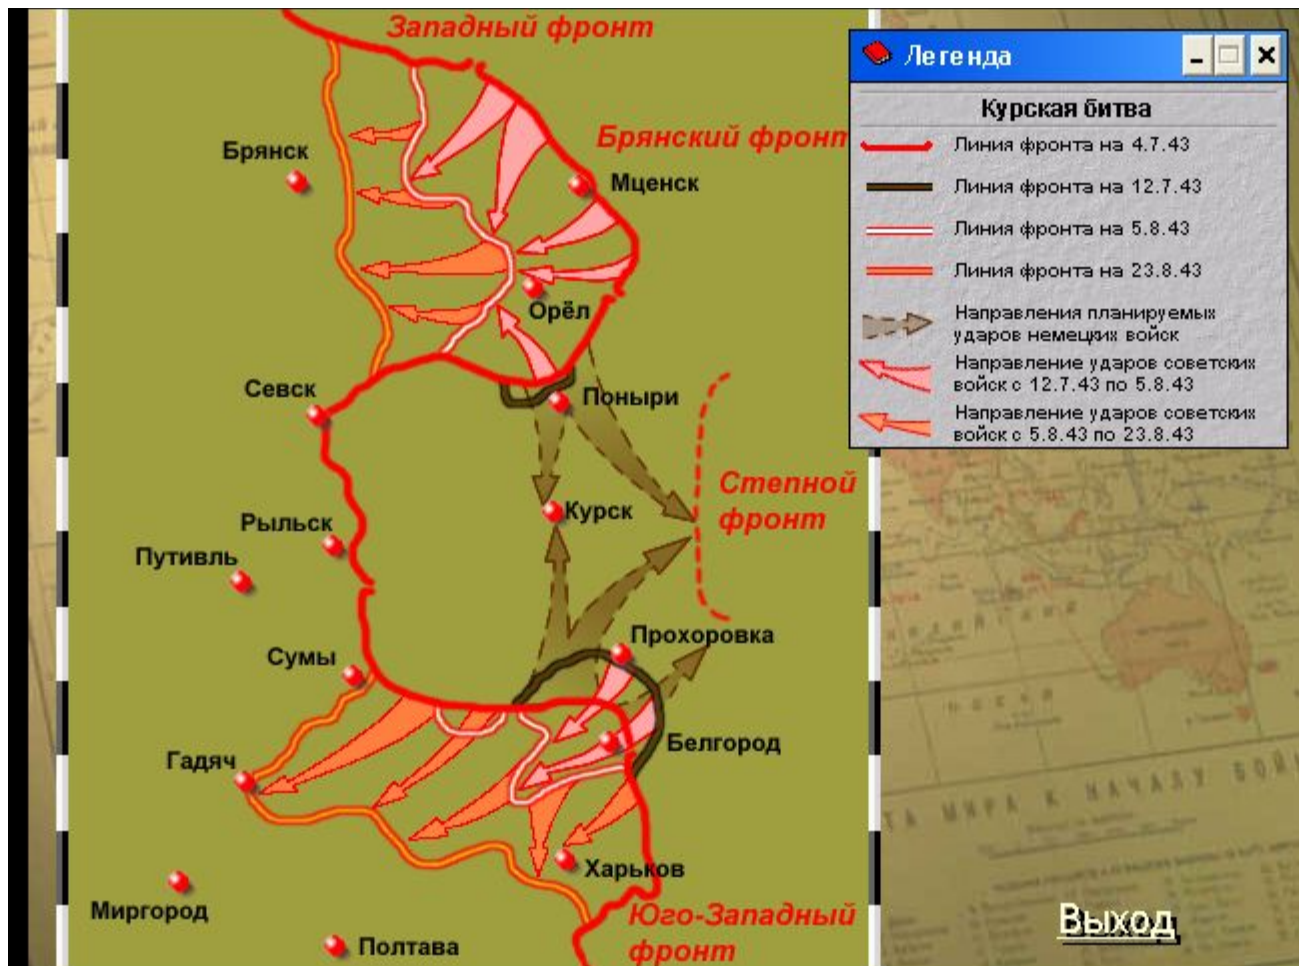 Западный фронт
Брянский фронт
Брянск
Мценск
Орёл
Севск
Поныри
Степной
фронт
Курск
Рыльск
Путивль
Прохоровка
Сумы
Белгород
Гадяч
Харьков
Миргород
Юго-Западный
фронт
Полтава
Легенда
Курская битва
Линия фронта на 4.7.43
Линия фронта на 12.7.43
Линия фронта на 5.8.43
Линия фронта на 23.8.43
Направления планируемых
ударов немецких войск
Направление ударов советских
войск с 12.7.43 по 5.8.43
Направление ударов советских
войск с 5.8.43 по 23.8.43
МИРА К НАЧАЛУ
Выход